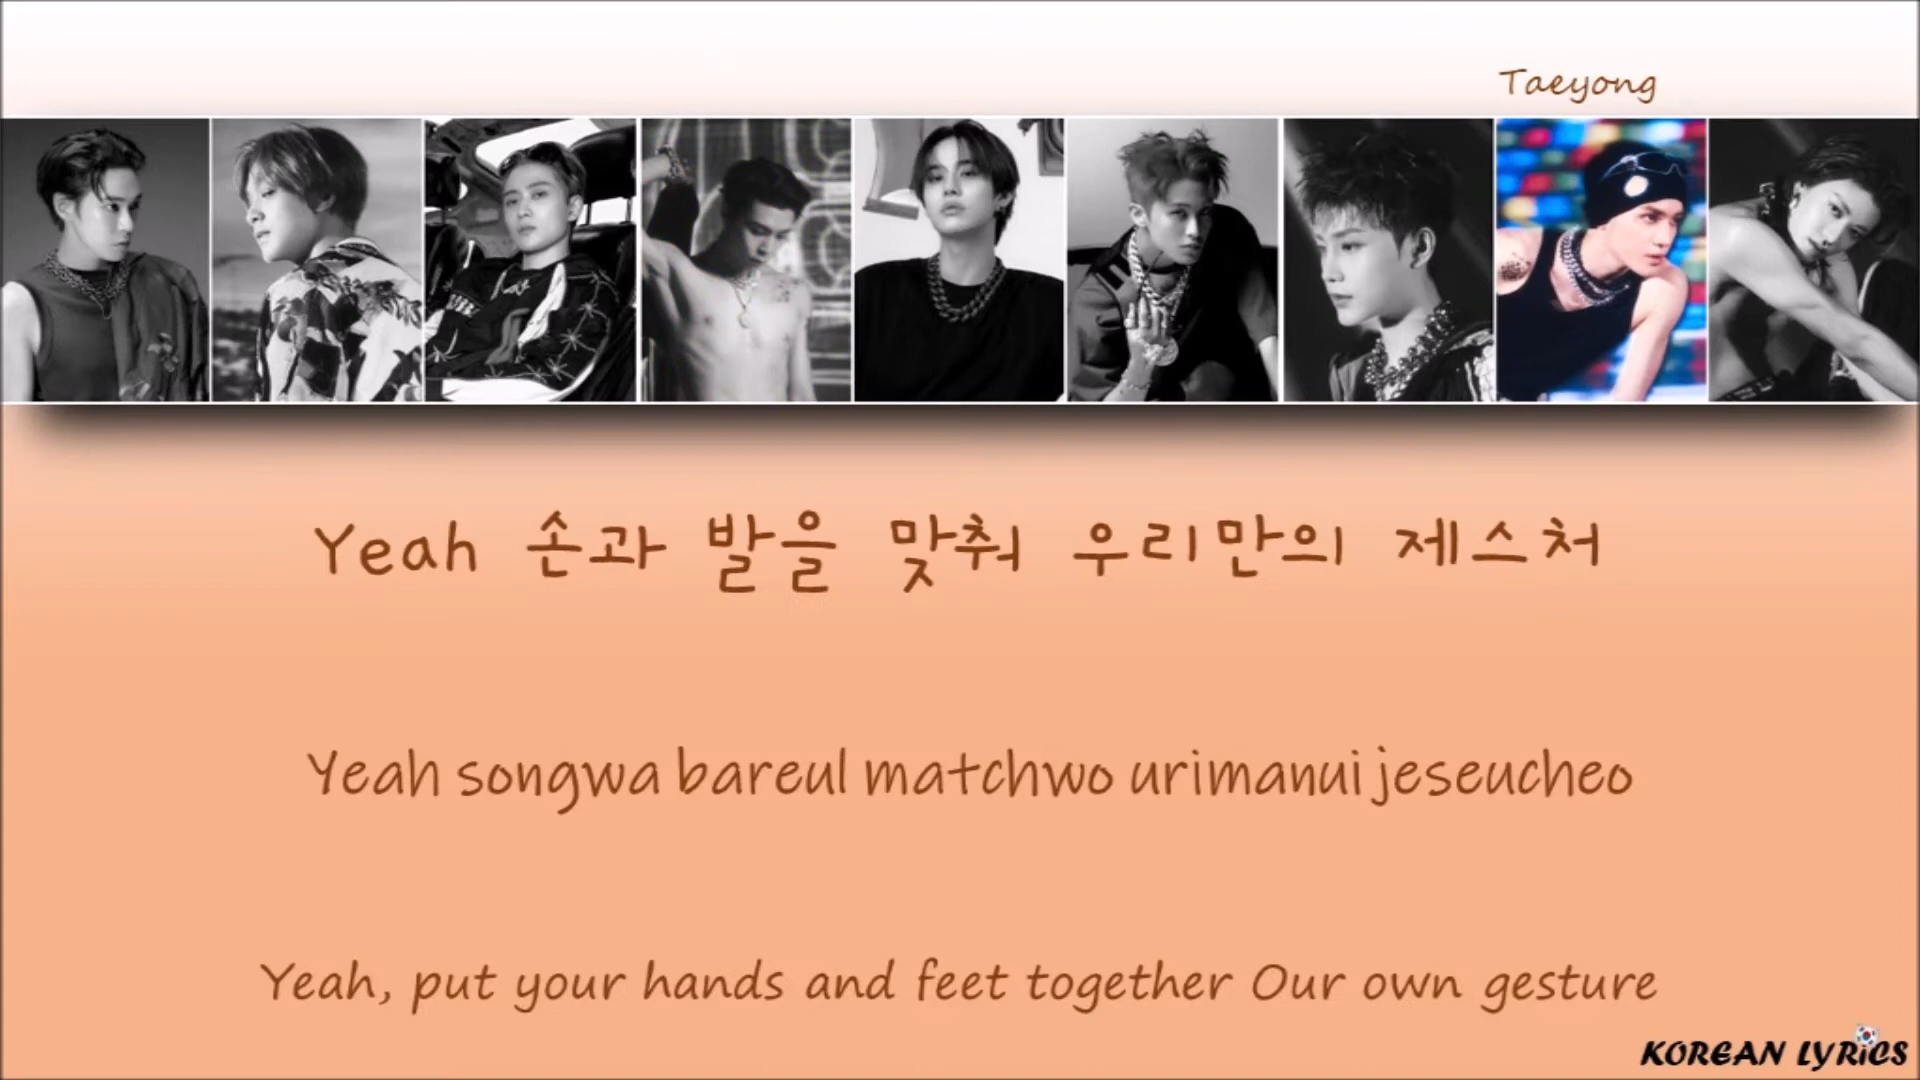 Taeyong
Yeah 손과 발을 맞춰 우리만의 제스처
Yeah songwa bareul matchwo urimanui jeseucheo
Yeah, put your hands and feet together Our own gesture
KOREAN LYRICS